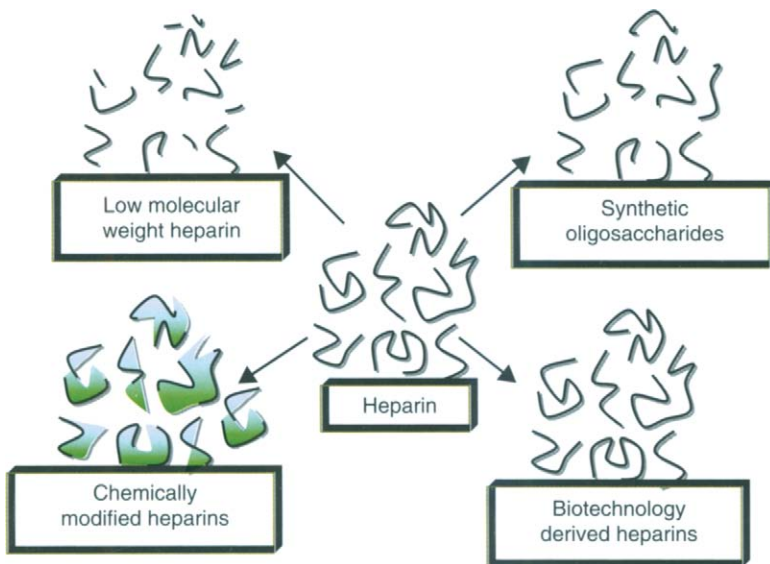 Low molecular
weight heparin
Synthetic
oligosaccharides
Heparin
Chemically
modified heparins
Biotechnology
derived heparins